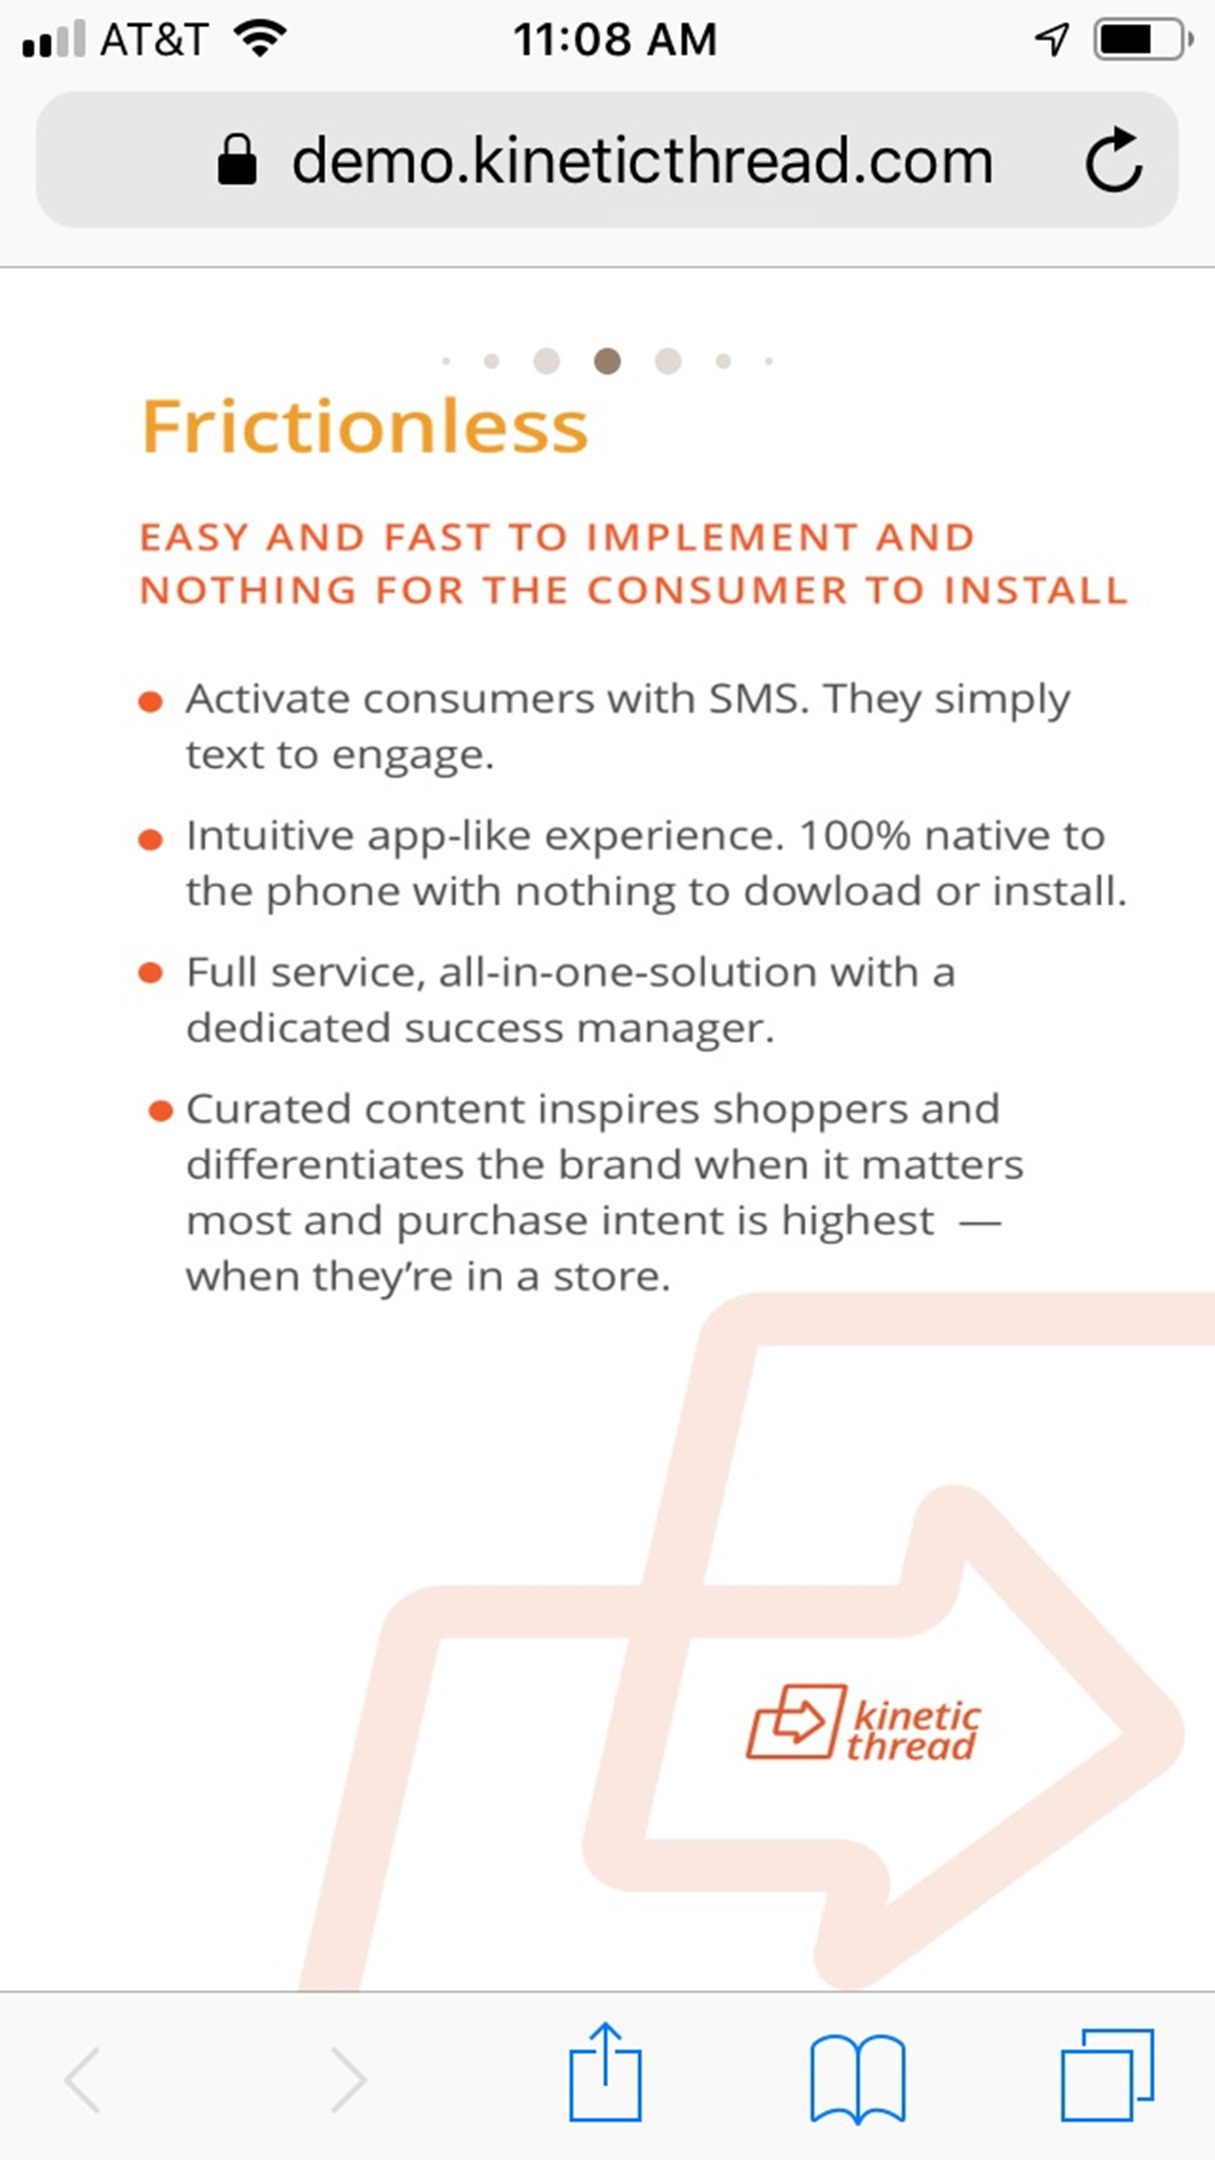 AT&T 11:08 AM
demo.kineticthread.com
Frictionless
EASY AND FAST TO IMPLEMENT AND
NOTHING FOR THE CONSUMER TO INSTALL
Activate consumers with SMS. They simply
text to engage.
Intuitive app-like experience. 100% native to
the phone with nothing to dowload or install.
Full service, all-in-one-solution with a
dedicated success manager.
Curated content inspires shoppers and
differentiates the brand when it matters
most and purchase intent is highest —
when they’re in a store.
kinetic
thread